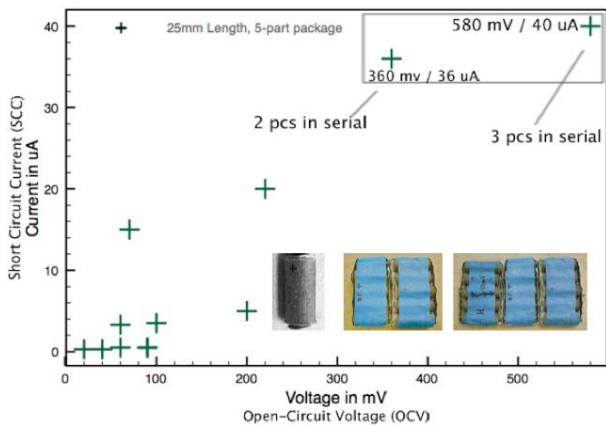 40
30
20
10
0
0
100
200
300
400
500
Short Circuit Current (SCC)
Current in uA
25mm Length, 5-part package
580 mV / 40 uA
360 mv / 36 uA
2 pcs in serial
3 pcs in serial
Voltage in mV
Open-Circuit Voltage (OCV)